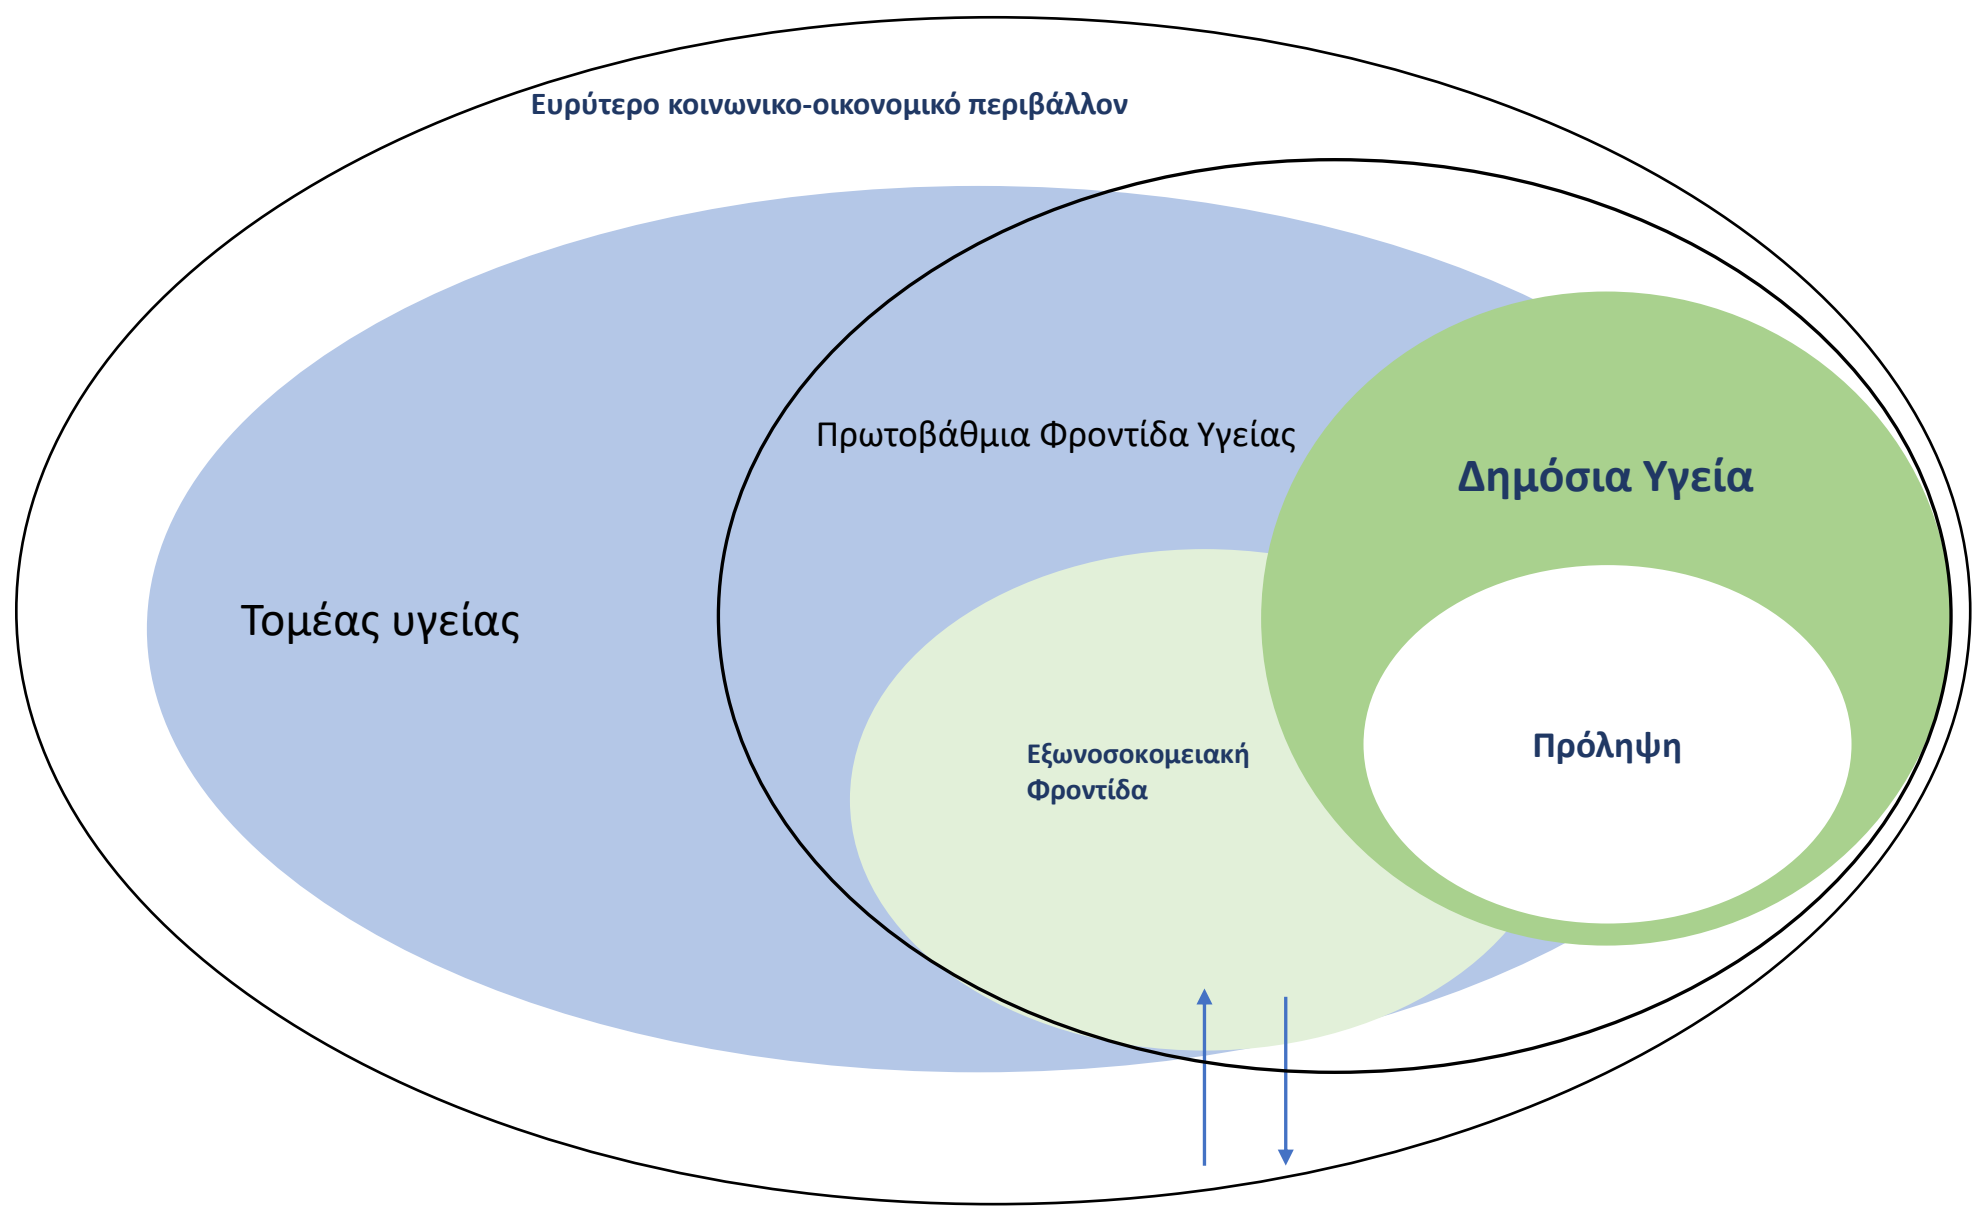 Ευρύτερο κοινωνικο-οικονομικό περιβάλλον
Πρωτοβάθμια Φροντίδα Υγείας
Δημόσια Υγεία
Τομέας υγείας
Εξωνοσοκομειακή
Φροντίδα
Πρόληψη